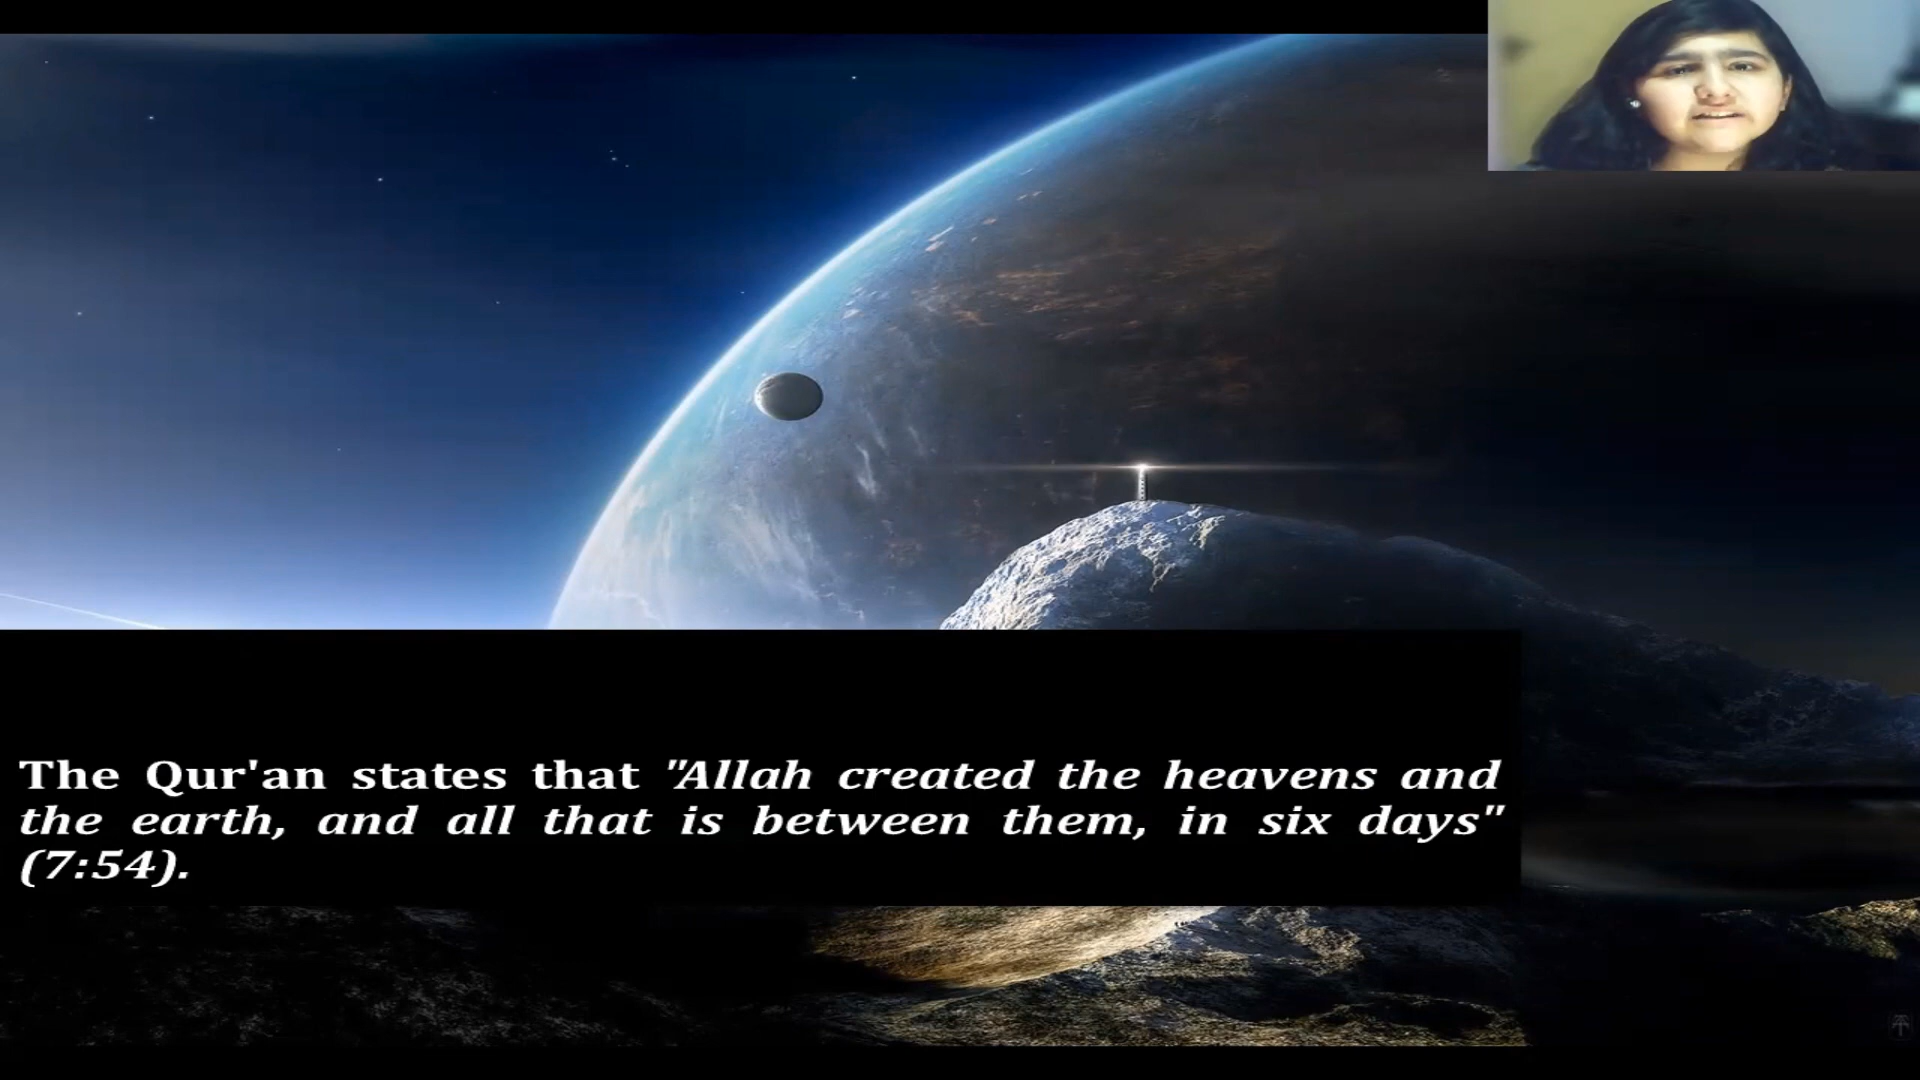 The Qur'an states that "Allah created the heavens and
the earth, and all that is between them, in six days"
(7:54).